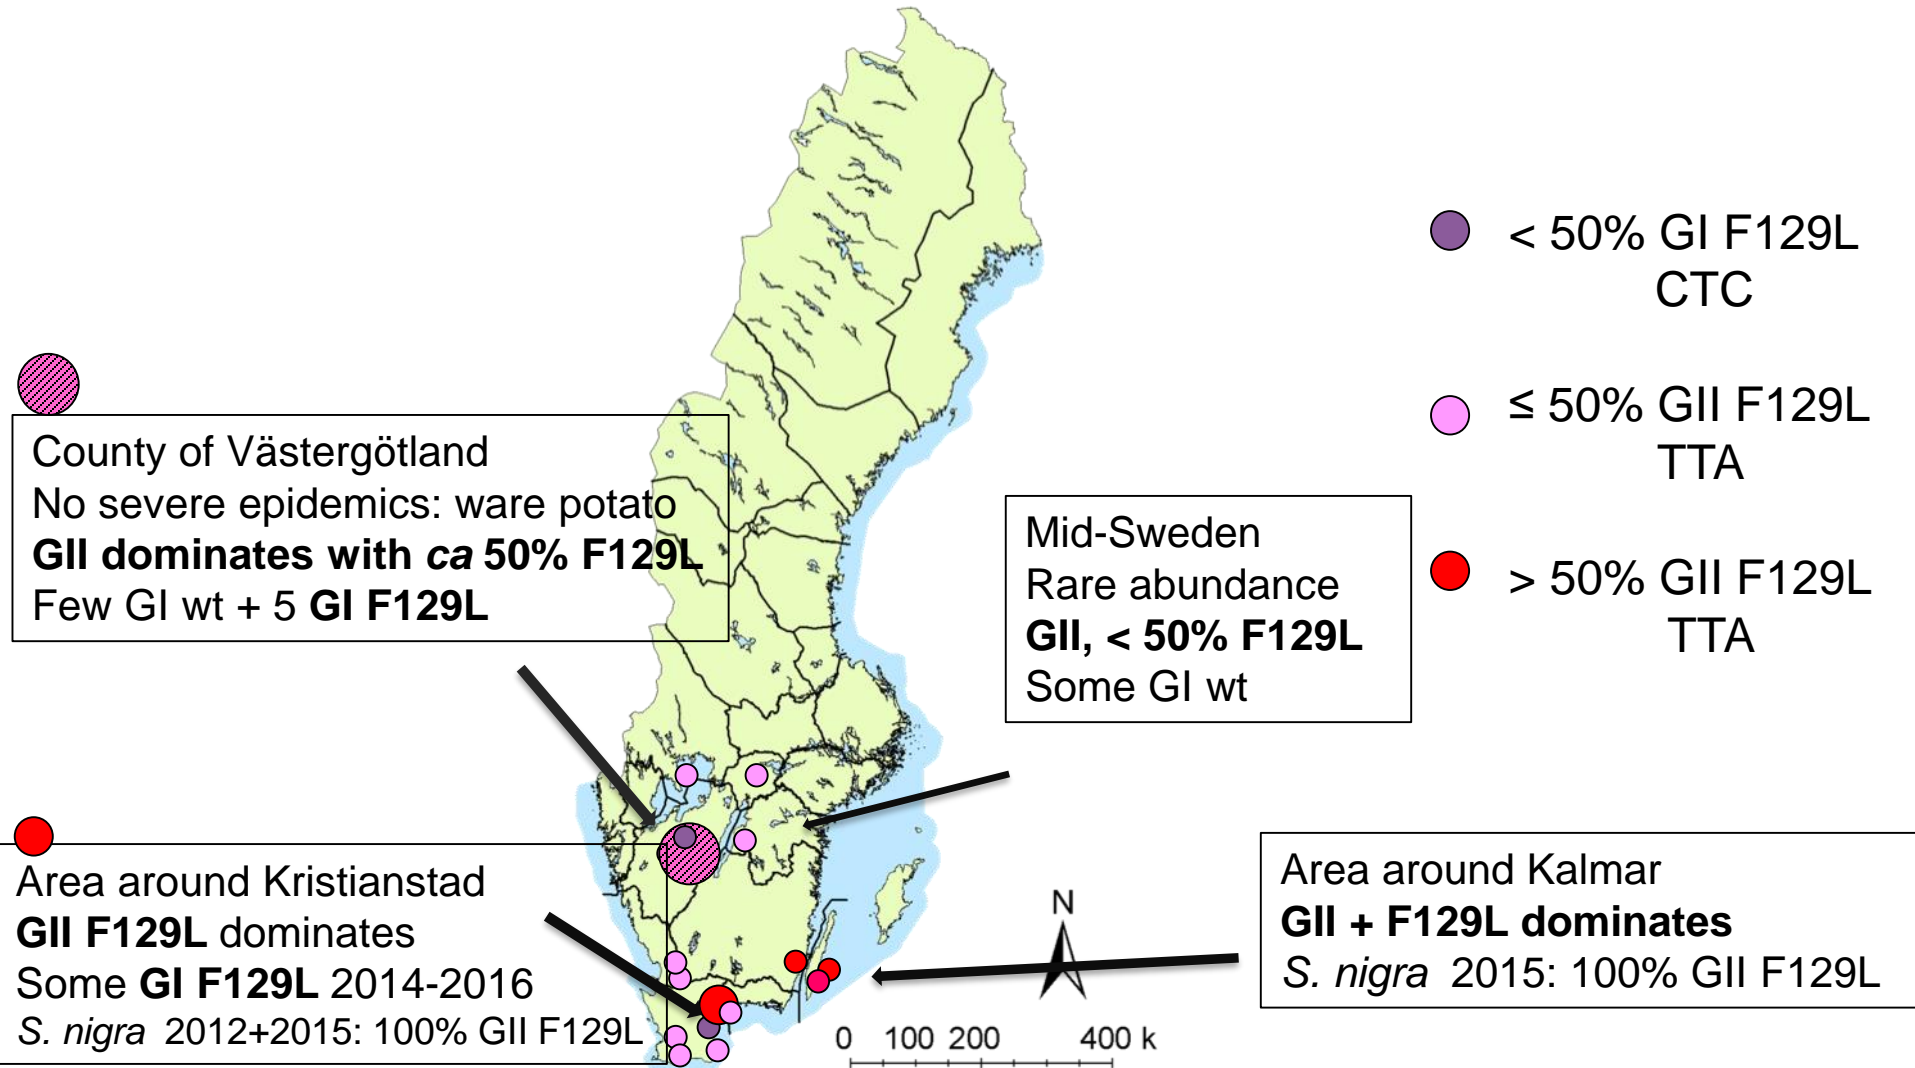 < 50% GI F129L
CTC
≤ 50% GII F129L
TTA
> 50% GII F129L
TTA
County of Västergötland
No severe epidemics: ware potato
GII dominates with ca 50% F129L
Few GI wt + 5 GI F129L
Mid-Sweden
Rare abundance
GII, < 50% F129L
Some GI wt
Area around Kristianstad
GII F129L dominates
Some GI F129L 2014-2016
S. nigra 2012+2015: 100% GII F129L
Area around Kalmar
GII + F129L dominates
S. nigra 2015: 100% GII F129L
N
0 100 200 400 k